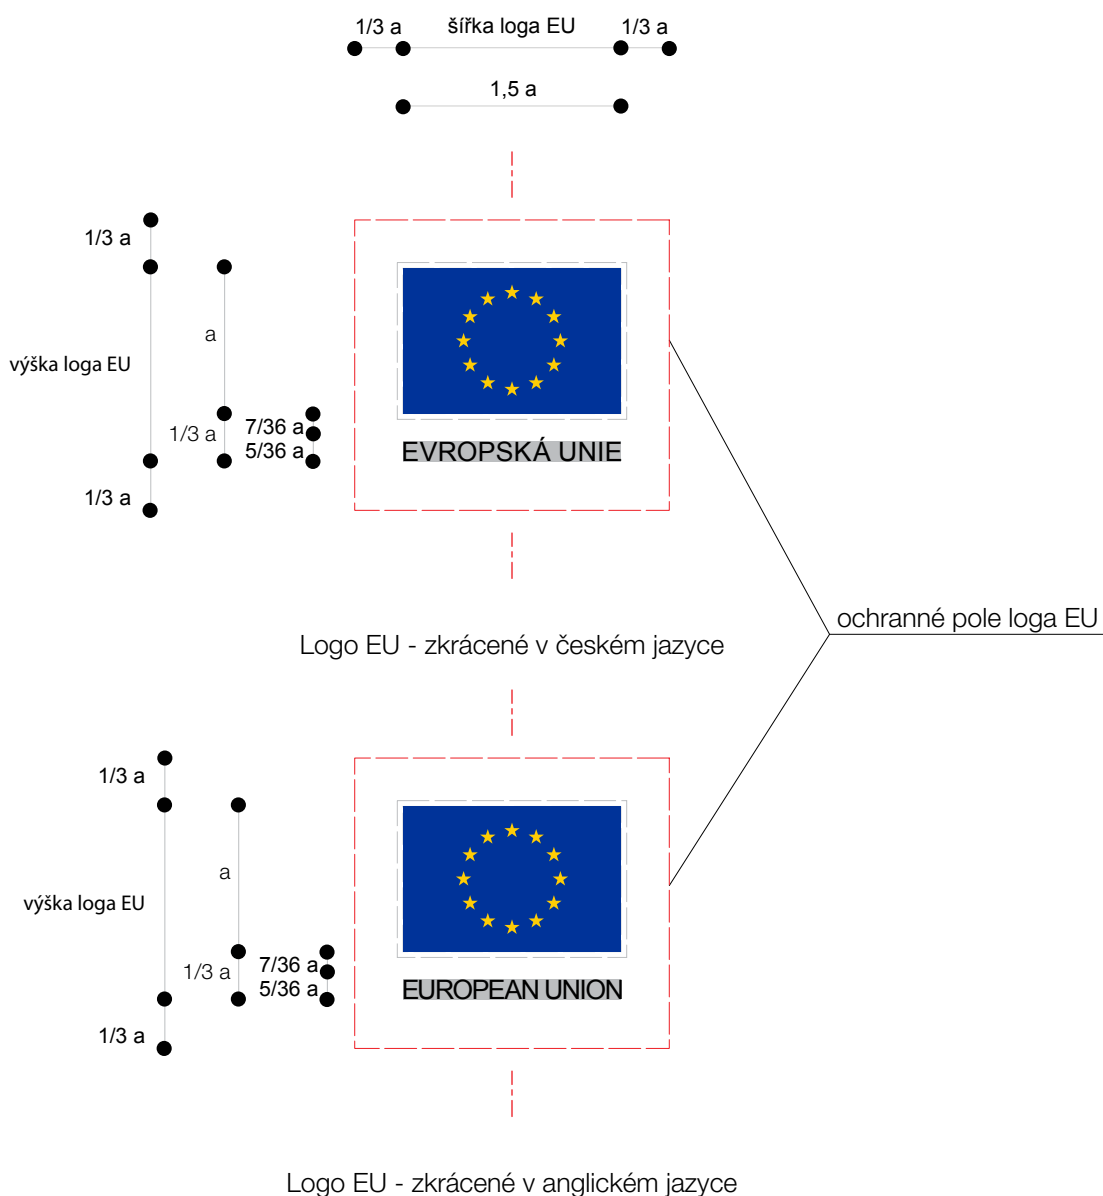 1/3 a šířka loga EU 1/3 a
1,5 a
1/3 a
a
výška loga EU
7/36 a
1/3 a
5/36 a
EVROPSKÁ UNIE
1/3 a
ochranné pole loga EU
Logo EU - zkrácené v českém jazyce
1/3 a
a
výška loga EU
7/36 a
1/3 a
5/36 a
EUROPEAN UNION
1/3 a
Logo EU - zkrácené v anglickém jazyce